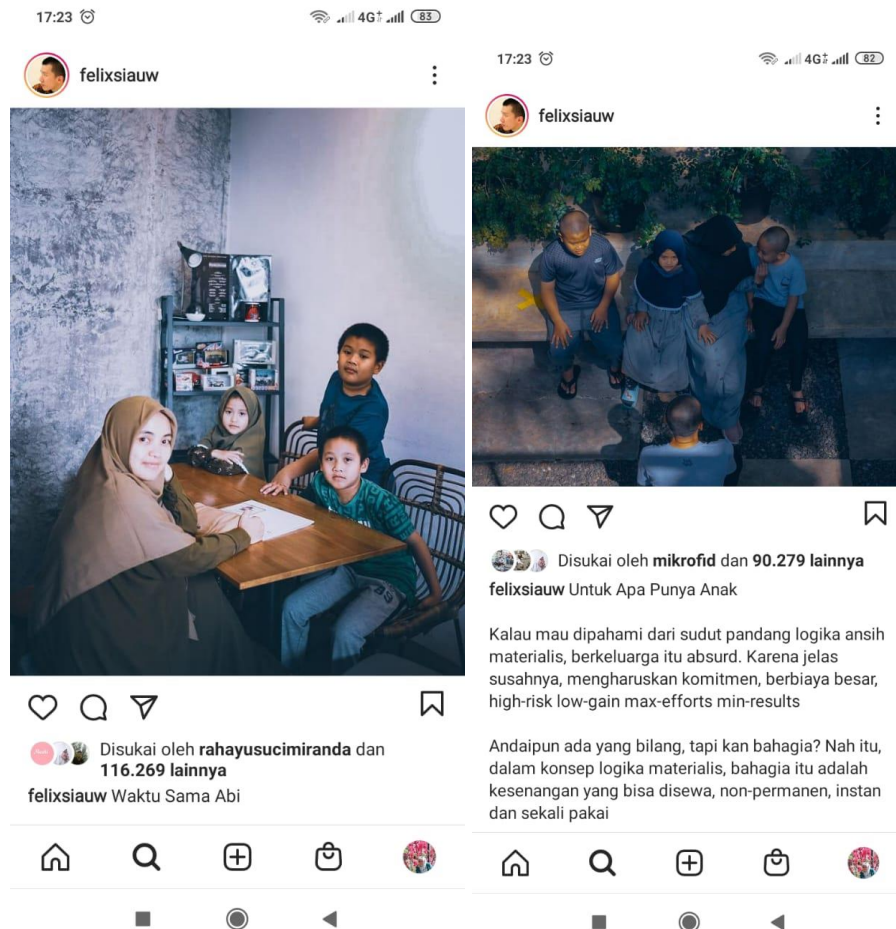 17:23
4G+
83
felixsiauw
Disukai oleh rahayusucimiranda dan
116.269 lainnya
felixsiauw Waktu Sama Abi
17:23
4G+
82
felixsiauw
Disukai oleh mikrofid dan 90.279 lainnya
felixsiauw Untuk Apa Punya Anak
Kalau mau dipahami dari sudut pandang logika ansih
materialis, berkeluarga itu absurd. Karena jelas
susahnya, mengharuskan komitmen, berbiaya besar,
high-risk low-gain max-efforts min-results
Andaipun ada yang bilang, tapi kan bahagia? Nah itu,
dalam konsep logika materialis, bahagia itu adalah
kesenangan yang bisa disewa, non-permanen, instan
dan sekali pakai